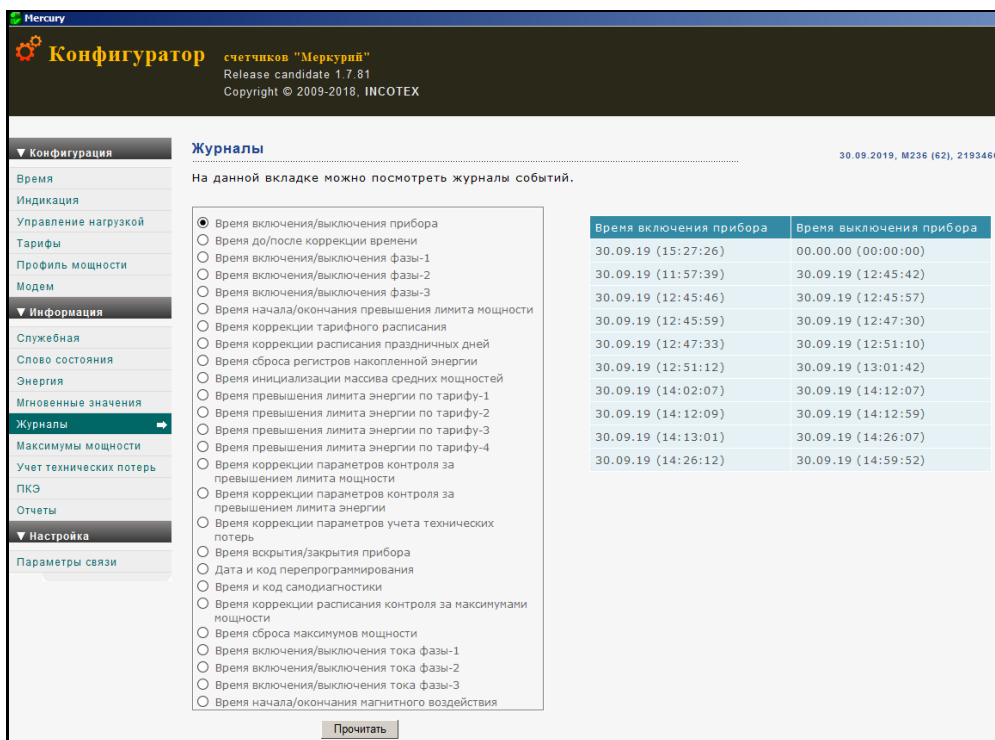 Mercury
Конфигуратор счетчиков "Меркурий"
Release candidate 1.7.81
Copyright © 2009-2018, INCOTEX
▼ Конфигурация
Время
Индикация
Управление нагрузкой
Тарифы
Профиль мощности
Модем
▼ Информация
Служебная
Слово состояния
Энергия
Мгновенные значения
Журналы
Максимумы мощности
Учет технических потерь
ПКЭ
Отчеты
▼ Настройка
Параметры связи
Журналы
30.09.2019, М236 (62), 2193466
На данной вкладке можно посмотреть журналы событий.
Время включения/выключения прибора
Время до/после коррекции времени
Время включения/выключения фазы-1
Время включения/выключения фазы-2
Время включения/выключения фазы-3
Время начала/окончания превышения лимита мощности
Время коррекции тарифного расписания
Время коррекции расписания праздничных дней
Время сброса регистров накопленной энергии
Время инициализации массива средних мощностей
Время превышения лимита энергии по тарифу-1
Время превышения лимита энергии по тарифу-2
Время превышения лимита энергии по тарифу-3
Время превышения лимита энергии по тарифу-4
Время коррекции параметров контроля за
превышением лимита мощности
Время коррекции параметров контроля за
превышением лимита энергии
Время коррекции параметров учета технических
потерь
Время вскрытия/закрытия прибора
Дата и код перепрограммирования
Время и код самодиагностики
Время коррекции расписания контроля за максимумами
мощности
Время сброса максимумов мощности
Время включения/выключения тока фазы-1
Время включения/выключения тока фазы-2
Время включения/выключения тока фазы-3
Время начала/окончания магнитного воздействия
Прочитать
Время включения прибора Время выключения прибора
30.09.19 (15:27:26) 00.00.00 (00:00:00)
30.09.19 (11:57:39) 30.09.19 (12:45:42)
30.09.19 (12:45:46) 30.09.19 (12:45:57)
30.09.19 (12:45:59) 30.09.19 (12:47:30)
30.09.19 (12:47:33) 30.09.19 (12:51:10)
30.09.19 (12:51:12) 30.09.19 (13:01:42)
30.09.19 (14:02:07) 30.09.19 (14:12:07)
30.09.19 (14:12:09) 30.09.19 (14:12:59)
30.09.19 (14:13:01) 30.09.19 (14:26:07)
30.09.19 (14:26:12) 30.09.19 (14:59:52)